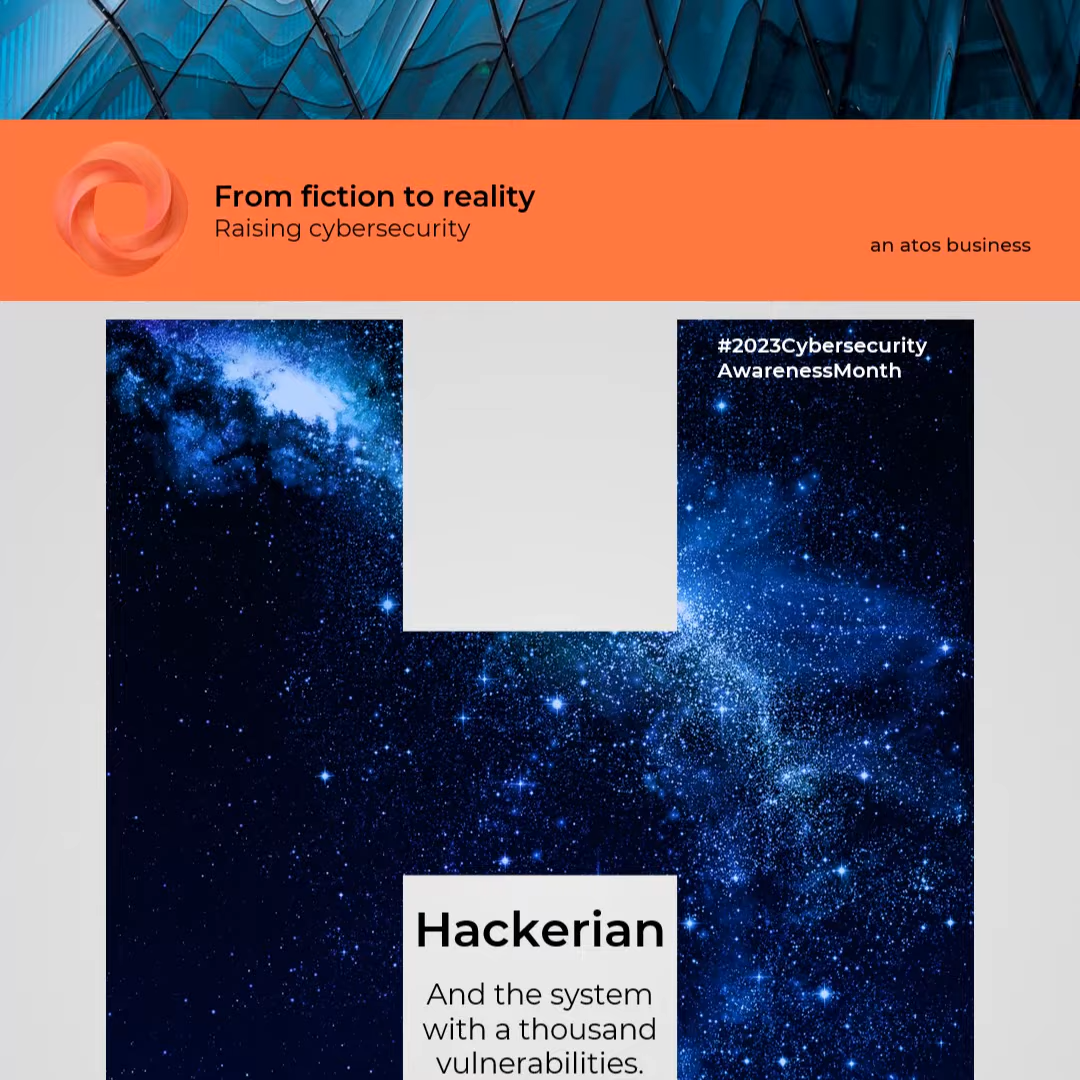 From fiction to reality
Raising cybersecurity
an atos business
#2023Cybersecurity
AwarenessMonth
Hackerian
And the system
with a thousand
vulnerabilities.